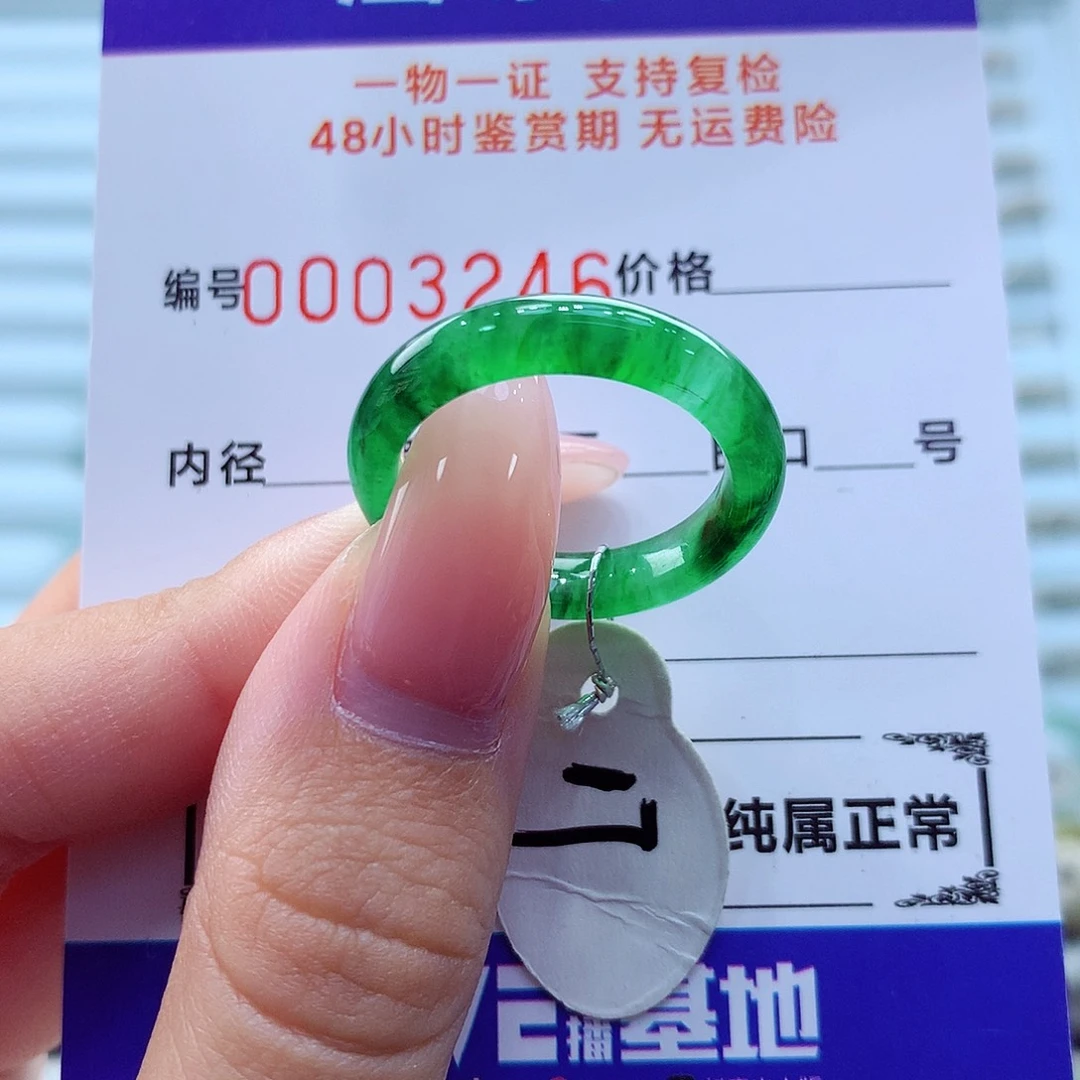 一物一证 支持复检
48小时鉴赏期 无运费险
编号0003246价格
内径 口 号
纯属正常
播基地